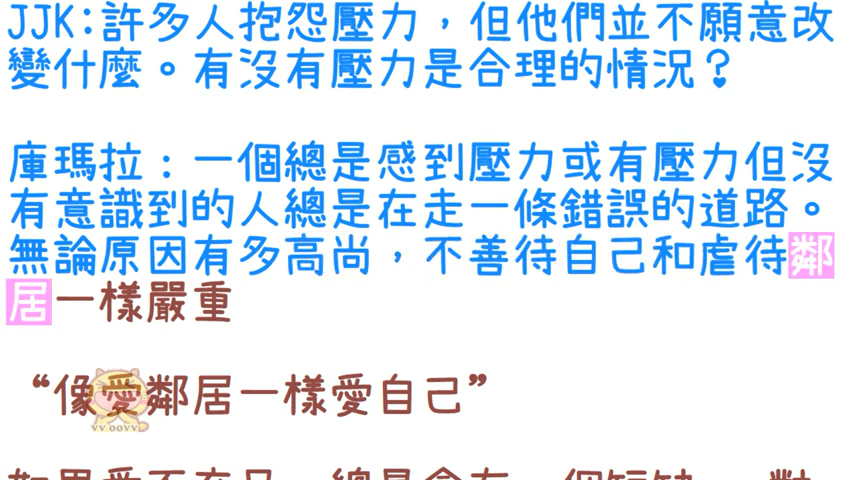 JJK:許多人抱怨壓力，但他們並不願意改
變什麼。有沒有壓力是合理的情況？
庫瑪拉：一個總是感到壓力或有壓力但沒
有意識到的人總是在走一條錯誤的道路。
無論原因有多高尚，不善待自己和虐待鄰
居一樣嚴重
“像愛鄰居一樣愛自己”